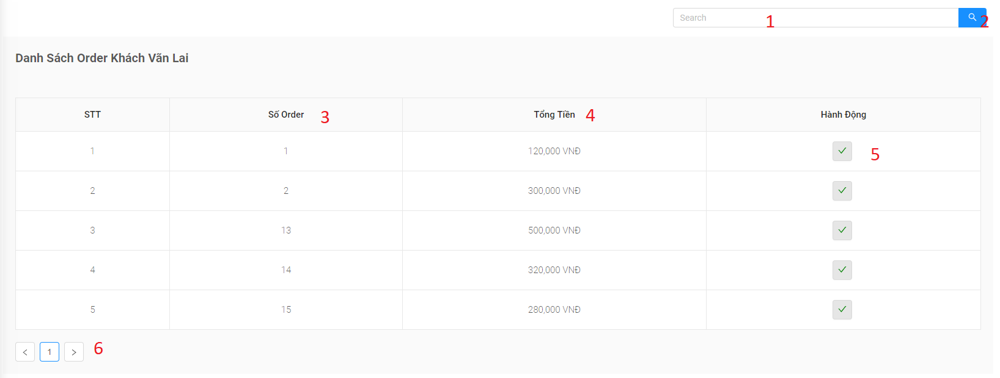 Search 1 2
Danh Sách Order Khách Vãn Lai
STT Số Order 3 Tổng Tiền 4 Hành Động
1 1 120,000 VNĐ 5
2 2 300,000 VNĐ
3 13 500,000 VNĐ
4 14 320,000 VNĐ
5 15 280,000 VNĐ
< 1 > 6